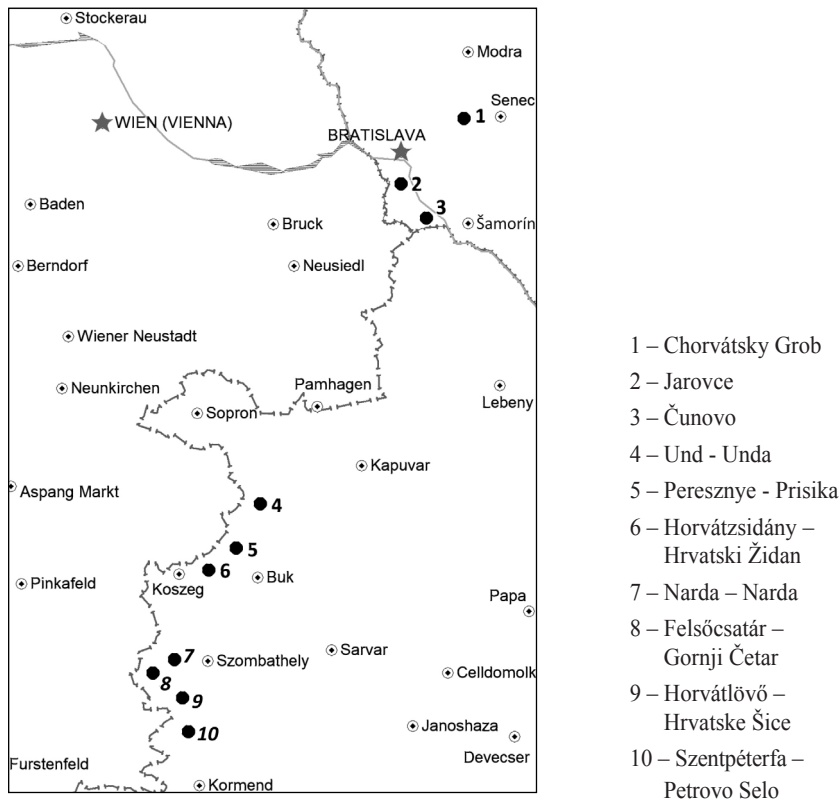 Stockerau
Modra
Senec
1
WIEN (VIENNA)
BRATISLAVA
2
3
Baden
Bruck
Šamorín
Berndorf
Neusiedl
Wiener Neustadt
Neunkirchen
Pamhagen
Lebeny
Sopron
Kapuvar
Aspang Markt
4
5
6
Pinkafeld
Koszeg
Buk
Papa
7
Szombathely
Sarvar
8
Celldomolk
9
10
Janoshaza
Devecser
Furstenfeld
Kormend
1 – Chorvátsky Grob
2 – Jarovce
3 – Čunovo
4 – Und - Unda
5 – Peresznye - Prisika
6 – Horvátzsidány –
Hrvatski Židan
7 – Narda – Narda
8 – Felsőcsatár –
Gornji Četar
9 – Horvátlövő –
Hrvatske Šice
10 – Szentpéterfa –
Petrovo Selo